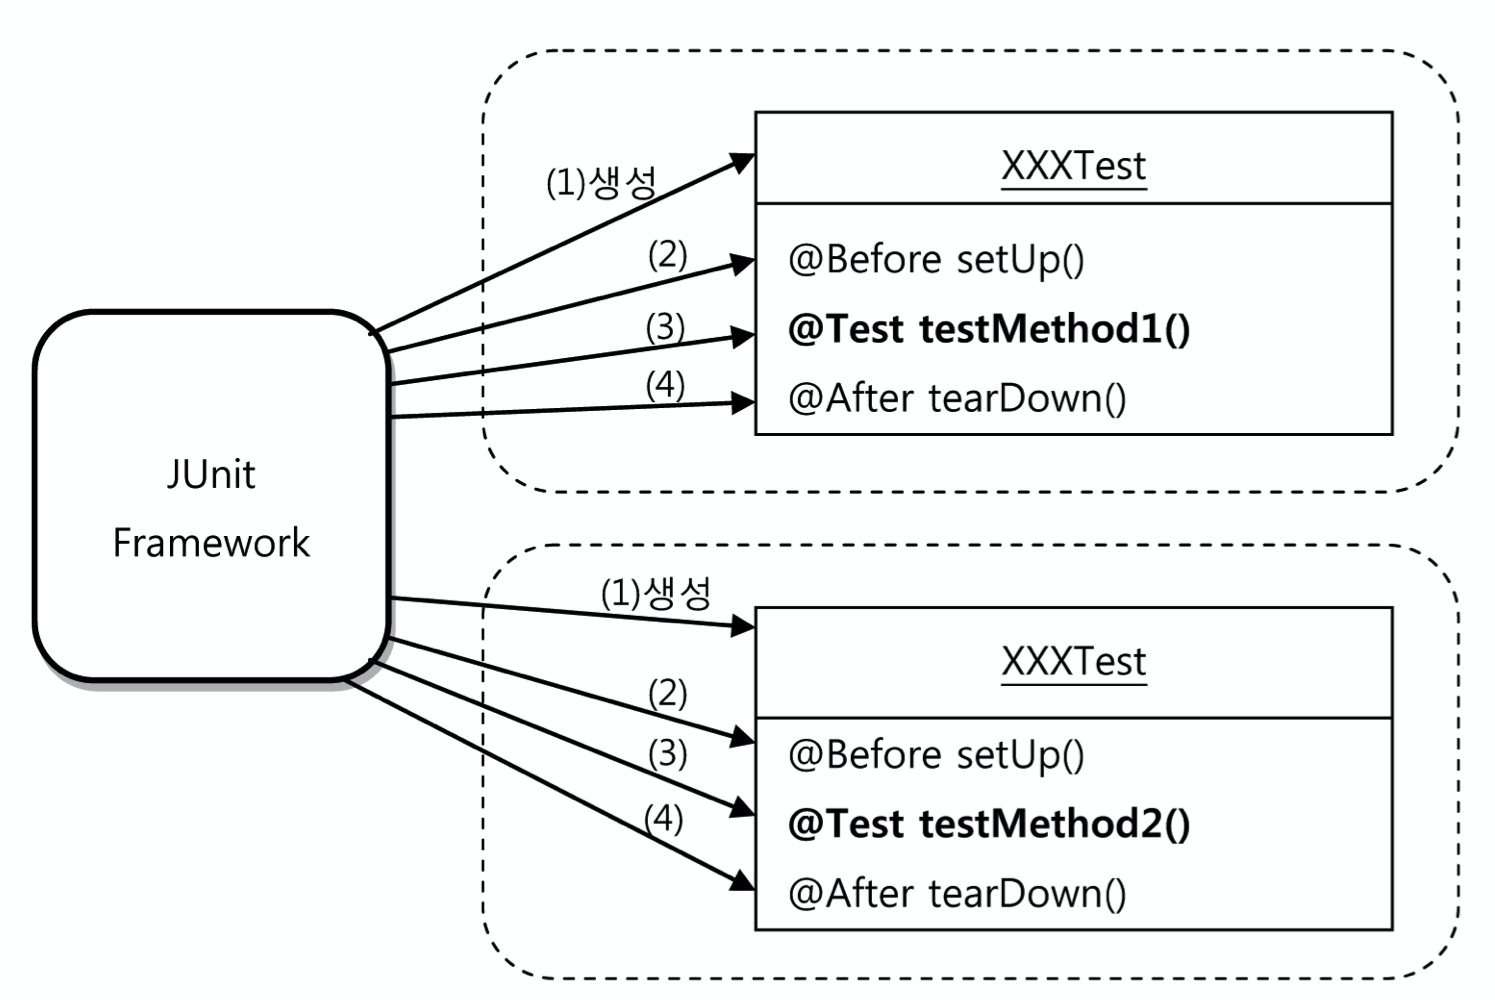 JUnit
Framework
(1)생성
(2)
(3)
(4)
XXXTest
@Before setUp()
@Test testMethod1()
@After tearDown()
(1)생성
(2)
(3)
(4)
XXXTest
@Before setUp()
@Test testMethod2()
@After tearDown()